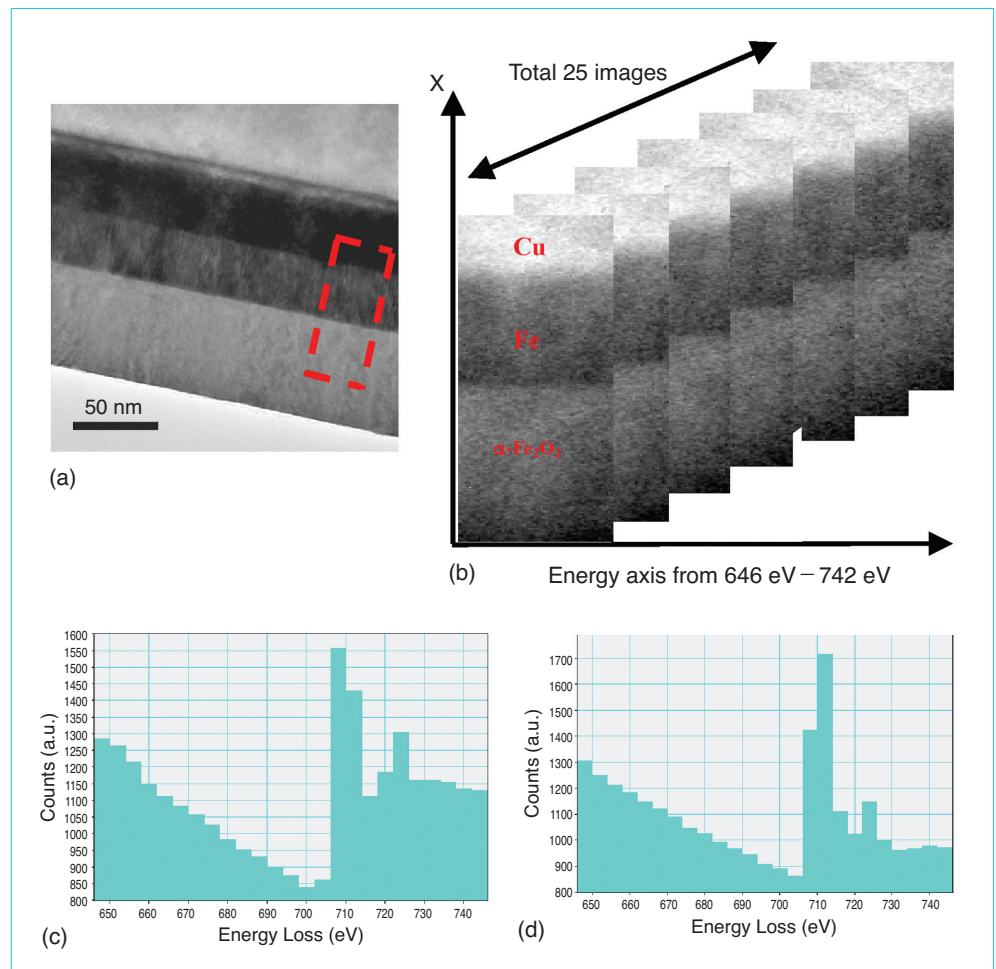 Total 25 images
X
Cu
Fe
α-Fe₂O₃
50 nm
(a)
(b)
Energy axis from 646 eV – 742 eV
1600
1550
1500
1450
1400
1350
1300
1250
1200
1150
1100
1050
1000
950
900
850
800
Counts (a.u.)
650 660 670 680 690 700 710 720 730 740
Energy Loss (eV)
(c)
1700
1600
1500
1400
1300
1200
1100
1000
900
800
Counts (a.u.)
650 660 670 680 690 700 710 720 730 740
Energy Loss (eV)
(d)